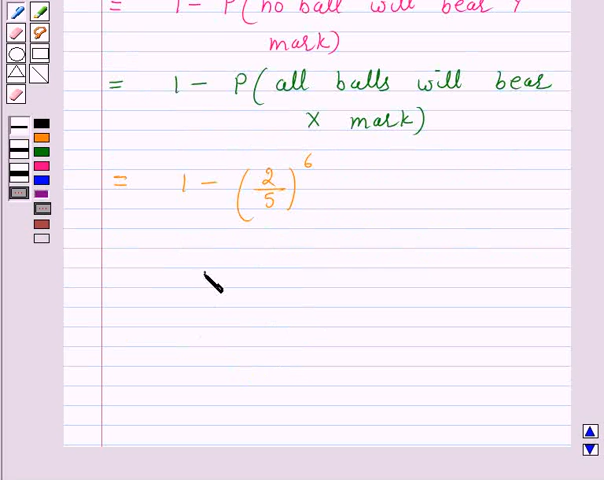 = 1 - P(no ball will bear Y
mark)
= 1 - P(all balls will bear
X mark)
= 1 - (2/5)^6